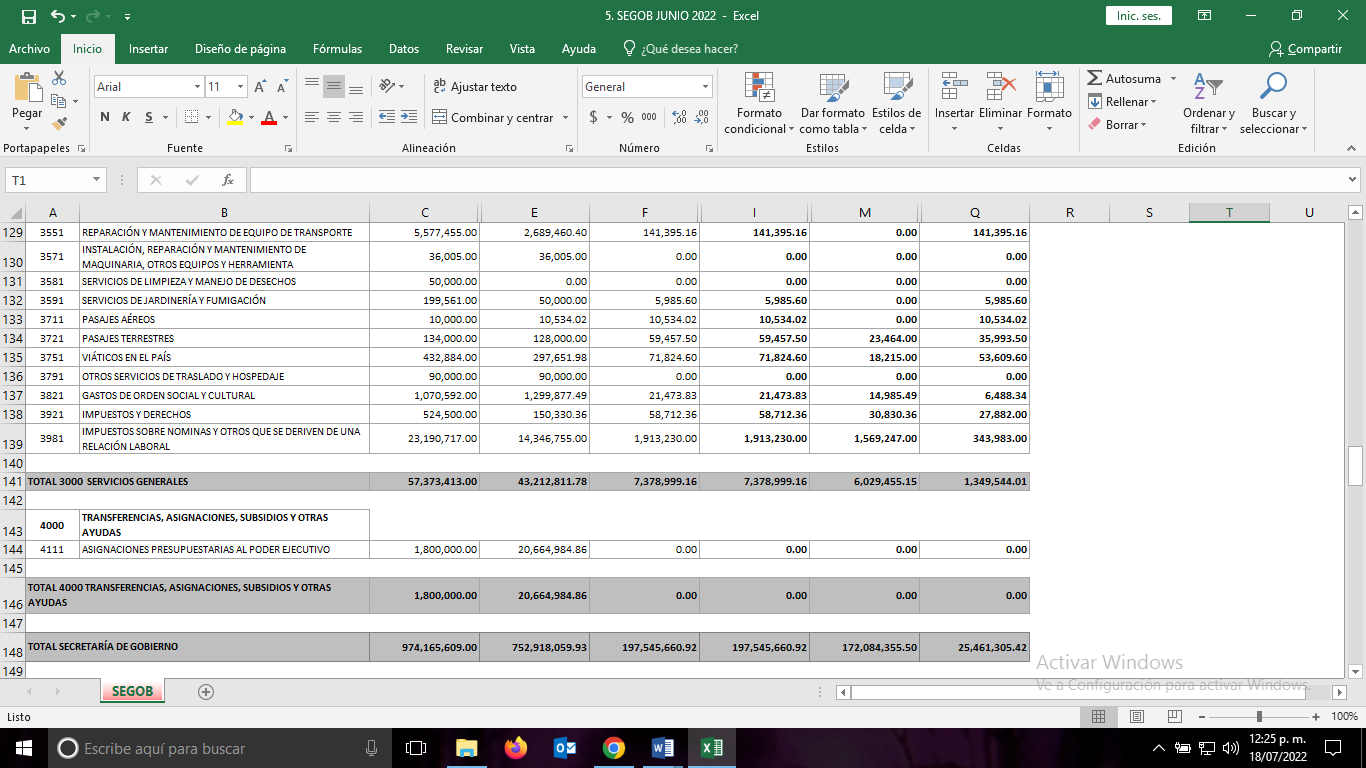 5. SEGOB JUNIO 2022 - Excel
Inic. ses.
Archivo Inicio Insertar Diseño de página Fórmulas Datos Revisar Vista Ayuda ¿Qué desea hacer? Compartir
Pegar
Arial 11
N K S
Ajustar texto
Combinar y centrar
General
$ % 000
Formato condicional
Dar formato como tabla
Estilos de celda
Insertar Eliminar Formato
Autosuma
Rellenar
Borrar
Ordenar y filtrar
Buscar y seleccionar
Portapapeles Fuente Alineación Número Estilos Celdas Edición
T1 fx
A B C E F I M Q R S T U
129 3551 REPARACIÓN Y MANTENIMIENTO DE EQUIPO DE TRANSPORTE 5,577,455.00 2,689,460.40 141,395.16 141,395.16 0.00 141,395.16
130 3571 INSTALACIÓN, REPARACIÓN Y MANTENIMIENTO DE
MAQUINARIA, OTROS EQUIPOS Y HERRAMIENTA 36,005.00 36,005.00 0.00 0.00 0.00 0.00
131 3581 SERVICIOS DE LIMPIEZA Y MANEJO DE DESECHOS 50,000.00 0.00 0.00 0.00 0.00 0.00
132 3591 SERVICIOS DE JARDINERÍA Y FUMIGACIÓN 199,561.00 50,000.00 5,985.60 5,985.60 0.00 5,985.60
133 3711 PASAJES AÉREOS 10,000.00 10,534.02 10,534.02 10,534.02 0.00 10,534.02
134 3721 PASAJES TERRESTRES 134,000.00 128,000.00 59,457.50 59,457.50 23,464.00 35,993.50
135 3751 VIÁTICOS EN EL PAÍS 432,884.00 297,651.98 71,824.60 71,824.60 18,215.00 53,609.60
136 3791 OTROS SERVICIOS DE TRASLADO Y HOSPEDAJE 90,000.00 90,000.00 0.00 0.00 0.00 0.00
137 3821 GASTOS DE ORDEN SOCIAL Y CULTURAL 1,070,592.00 1,299,877.49 21,473.83 21,473.83 14,985.49 6,488.34
138 3921 IMPUESTOS Y DERECHOS 524,500.00 150,330.36 58,712.36 58,712.36 30,830.36 27,882.00
139 3981 IMPUESTOS SOBRE NOMINAS Y OTROS QUE SE DERIVEN DE UNA
RELACIÓN LABORAL 23,190,717.00 14,346,755.00 1,913,230.00 1,913,230.00 1,569,247.00 343,983.00
140
141 TOTAL 3000 SERVICIOS GENERALES 57,373,413.00 43,212,811.78 7,378,999.16 7,378,999.16 6,029,455.15 1,349,544.01
142
143 4000 TRANSFERENCIAS, ASIGNACIONES, SUBSIDIOS Y OTRAS
AYUDAS
144 4111 ASIGNACIONES PRESUPUESTARIAS AL PODER EJECUTIVO 1,800,000.00 20,664,984.86 0.00 0.00 0.00 0.00
145
146 TOTAL 4000 TRANSFERENCIAS, ASIGNACIONES, SUBSIDIOS Y OTRAS
AYUDAS 1,800,000.00 20,664,984.86 0.00 0.00 0.00 0.00
147
148 TOTAL SECRETARÍA DE GOBIERNO 974,165,609.00 752,918,059.93 197,545,660.92 197,545,660.92 172,084,355.50 25,461,305.42
149
Activar Windows
Ve a Configuración para activar Windows.
SEGOB
Listo 100%
Escribe aquí para buscar
12:25 p. m.
18/07/2022